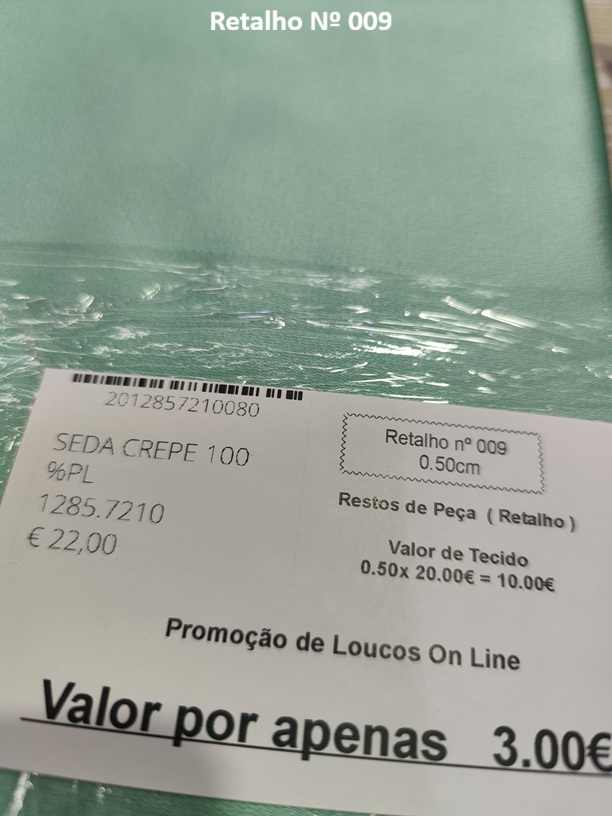 Retalho Nº 009
2012857210080
SEDA CREPE 100
%PL
1285.7210
€ 22,00
Retalho nº 009
0.50cm
Restos de Peça ( Retalho )
Valor de Tecido
0.50x 20.00€ = 10.00€
Promoção de Loucos On Line
Valor por apenas 3.00€